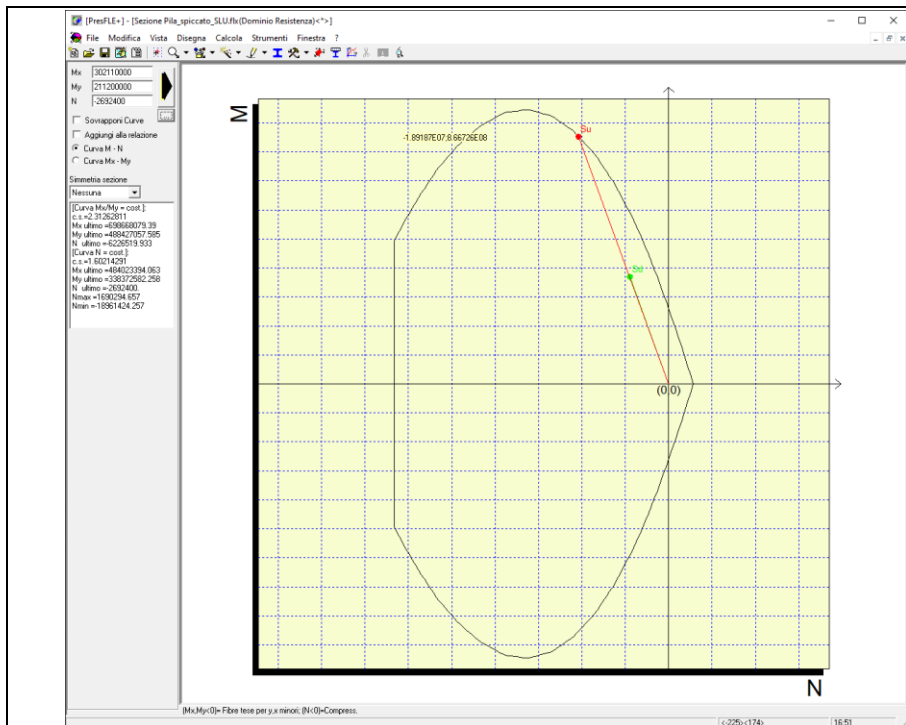 [PresFLE+] - [Sezione Pila_spiccato_SLU.flx(Dominio Resistenza)<*>]
File Modifica Vista Disegna Calcola Strumenti Finestra ?
Mx 302110000
My 211200000
N -2692400
Sovrapponi Curve
Aggiungi alla relazione
Curva M - N
Curva Mx - My
Simmetria sezione
Nessuna
[Curva Mx/My = cost.]:
c.s.=2.31262811
Mx ultimo =698668079.39
My ultimo =488427057.585
N ultimo =-6226519.933
[Curva N = cost.]:
c.s.=1.60214291
Mx ultimo =484023394.063
My ultimo =338372582.258
N ultimo =-2692400.
Nmax =1690294.657
Nmin =-18961424.257
M
-1.89187E07;8.66726E08
Su
Sd
(0,0)
N
(Mx,My<0)= Fibre tese per y,x minori; (N<0)=Compress.
<-225><174>
16:51